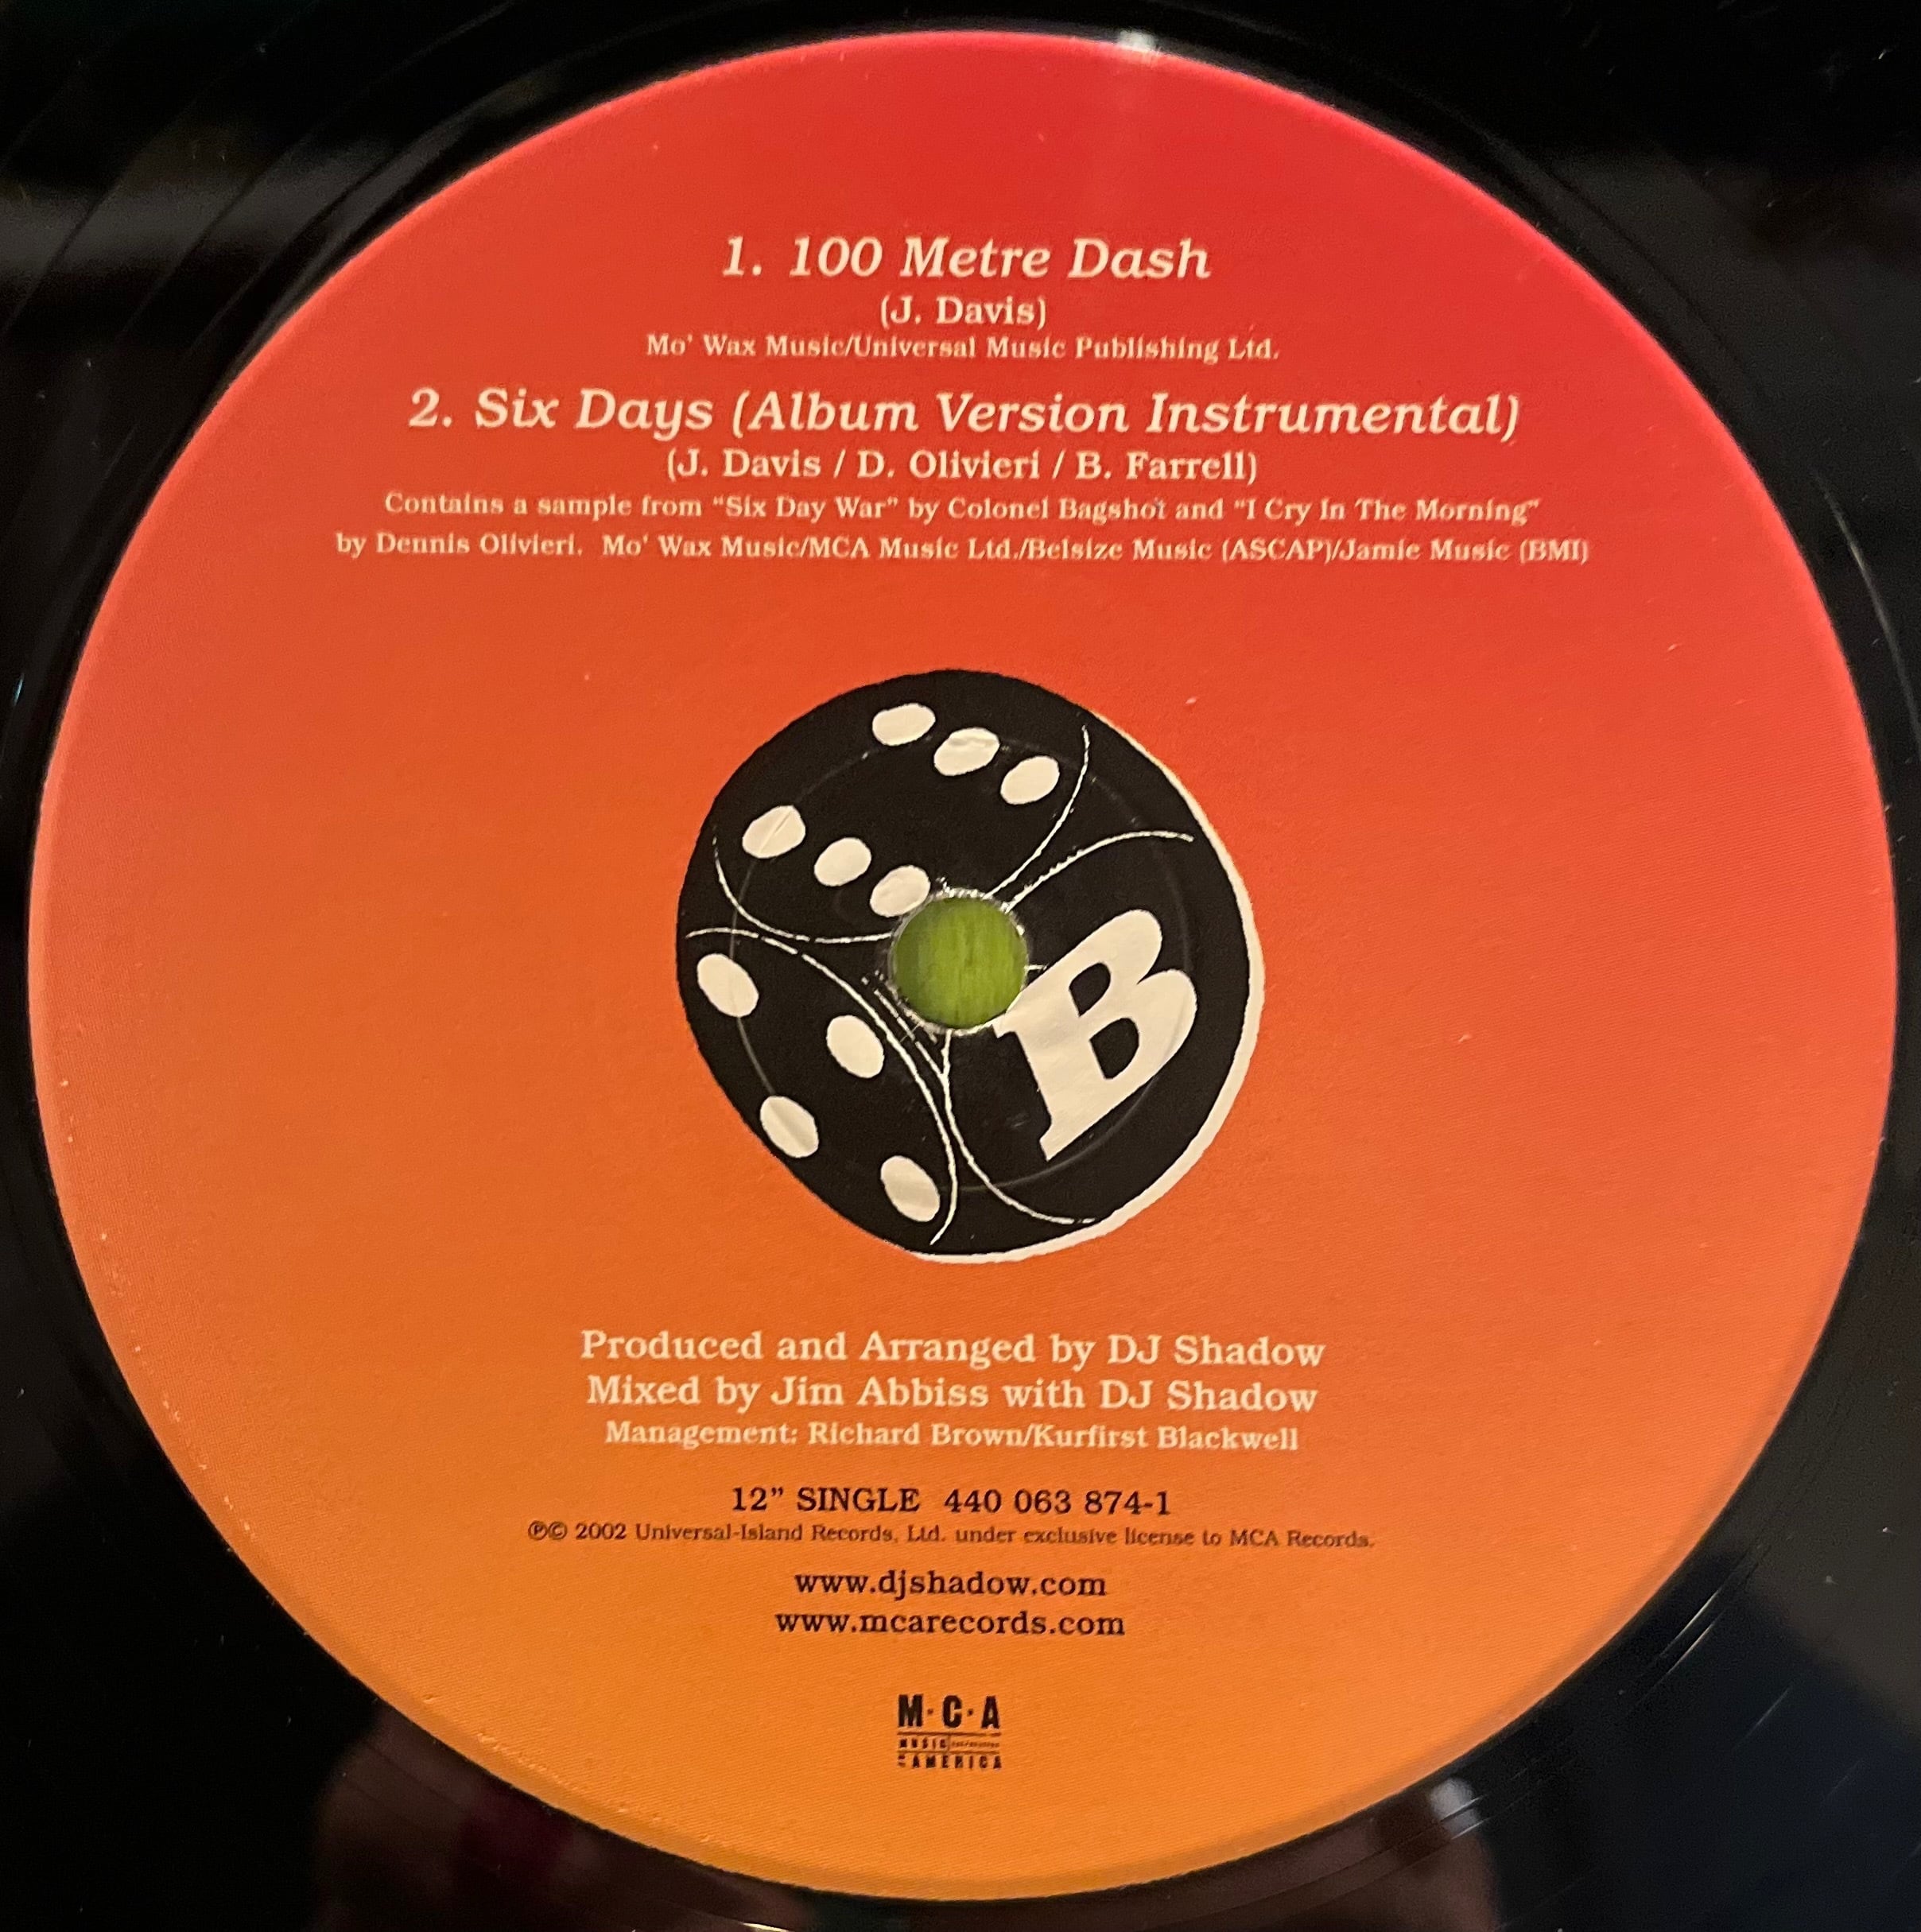 1. 100 Metre Dash
(J. Davis)
Mo' Wax Music/Universal Music Publishing Ltd.
2. Six Days (Album Version Instrumental)
(J. Davis / D. Olivieri / B. Farrell)
Contains a sample from "Six Day War" by Colonel Bagshot and "I Cry In The Morning"
by Dennis Olivieri. Mo' Wax Music/MCA Music Ltd./Belsize Music (ASCAP)/Jamie Music (BMI)
B
Produced and Arranged by DJ Shadow
Mixed by Jim Abbiss with DJ Shadow
Management: Richard Brown/Kurfirst Blackwell
12" SINGLE 440 063 874-1
℗© 2002 Universal-Island Records, Ltd. under exclusive license to MCA Records.
www.djshadow.com
www.mcarecords.com
M·C·A
MUSIC
AMERICA